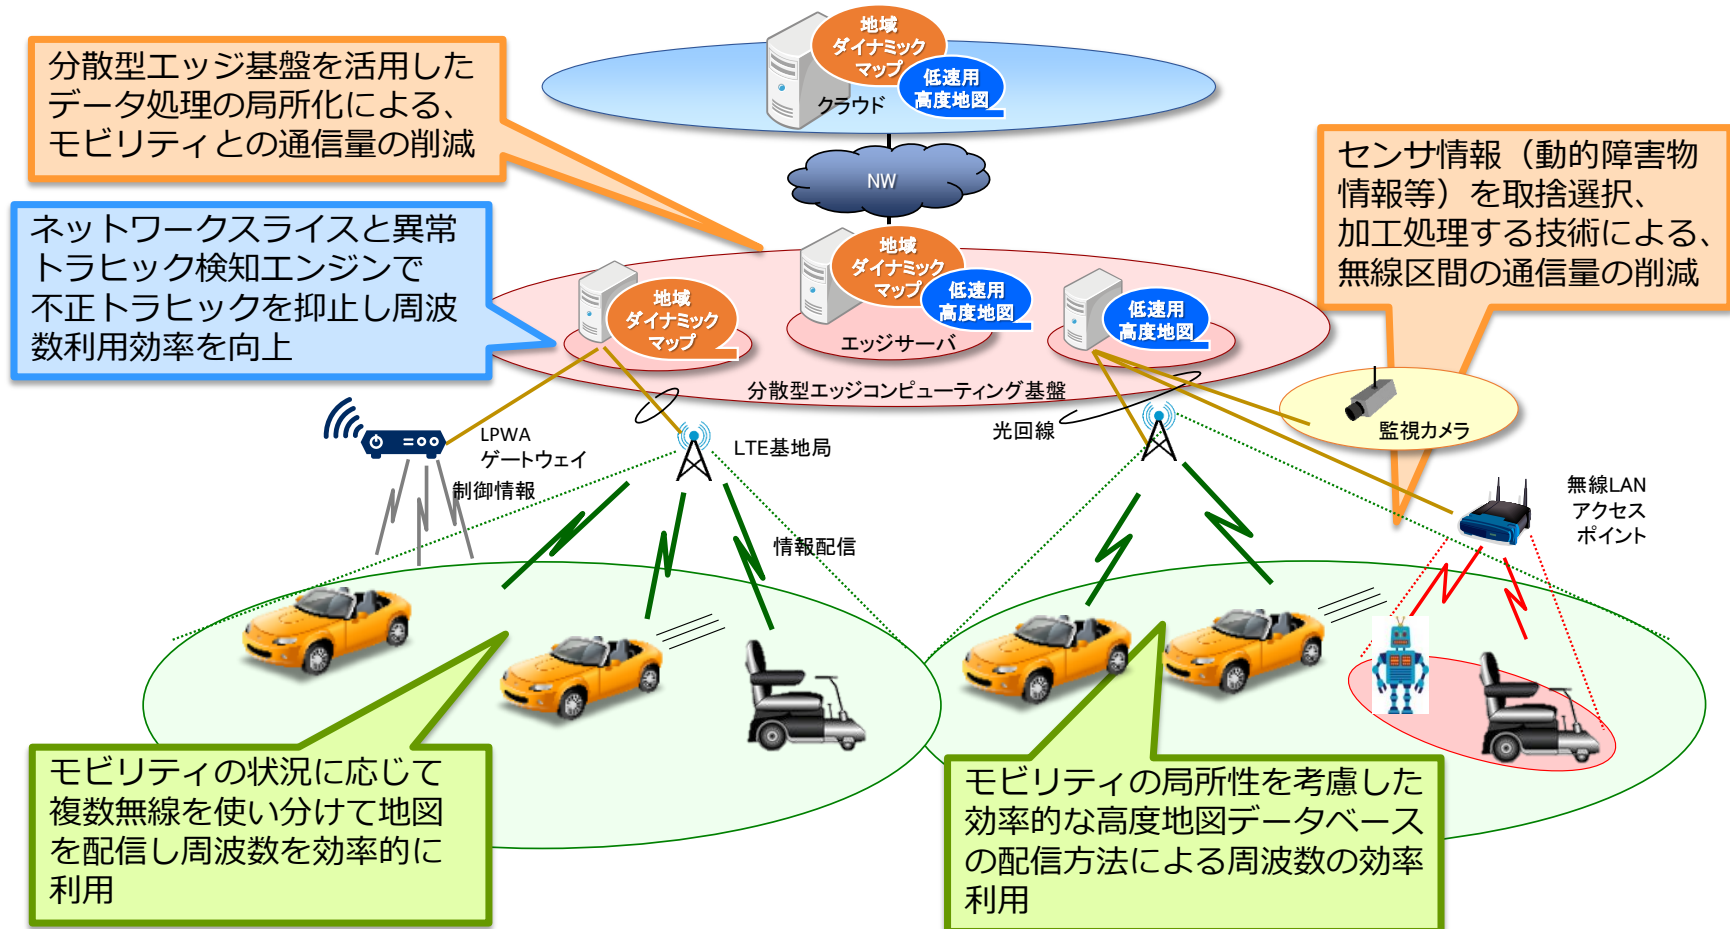 地域
ダイナミック
マップ
低速用
高度地図
クラウド
分散型エッジ基盤を活用した
データ処理の局所化による、
モビリティとの通信量の削減
NW
センサ情報（動的障害物
情報等）を取捨選択、
加工処理する技術による、
無線区間の通信量の削減
ネットワークスライスと異常
トラヒック検知エンジンで
不正トラヒックを抑止し周波
数利用効率を向上
地域
ダイナミック
マップ
地域
ダイナミック
マップ
低速用
高度地図
エッジサーバ
低速用
高度地図
分散型エッジコンピューティング基盤
LPWA
ゲートウェイ
制御情報
LTE基地局
光回線
監視カメラ
無線LAN
アクセス
ポイント
情報配信
モビリティの状況に応じて
複数無線を使い分けて地図
を配信し周波数を効率的に
利用
モビリティの局所性を考慮した
効率的な高度地図データベース
の配信方法による周波数の効率
利用